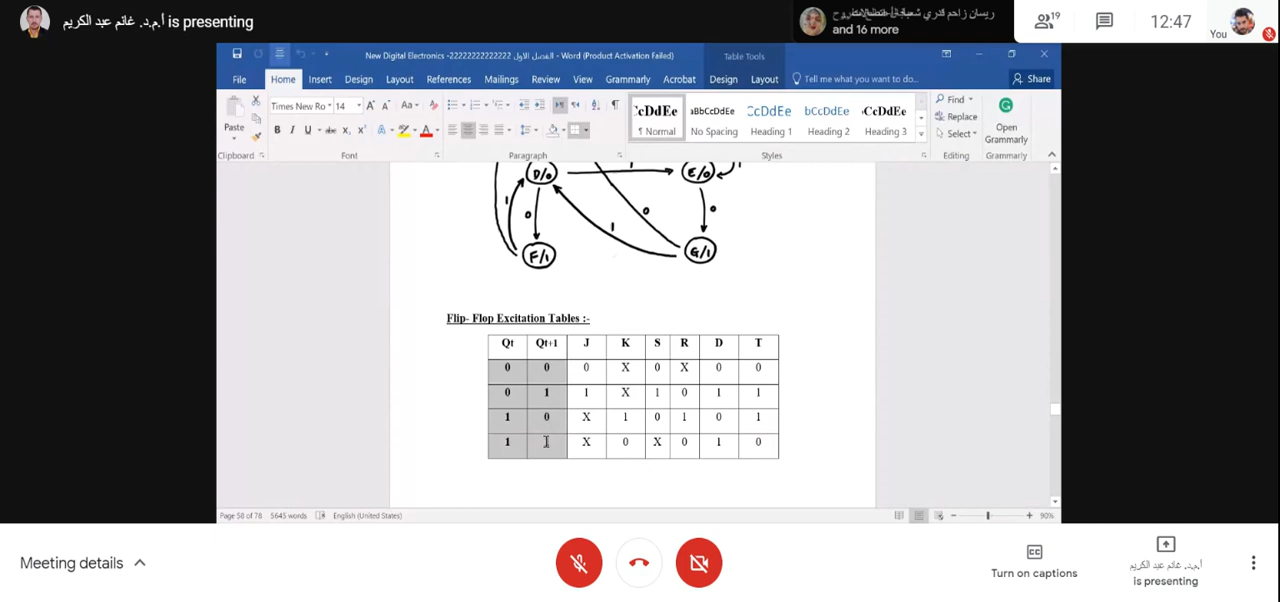 أ.م.د. غانم عبد الكريم is presenting
and 16 more
19
12:47
You
New Digital Electronics -22222222222222 الفصل الاول - Word (Product Activation Failed)
Table Tools
File Home Insert Design Layout References Mailings Review View Grammarly Acrobat Design Layout Tell me what you want to do... Share
Times New Ro 14
Paste
Clipboard Font Paragraph Styles Editing Grammarly
¶ Normal No Spacing Heading 1 Heading 2 Heading 3
Find
Replace
Select
Open Grammarly
D/0 E/0
1 0 0 0
1
F/1 G/1
Flip- Flop Excitation Tables :-
Qt Qt+1 J K S R D T
0 0 0 X 0 X 0 0
0 1 1 X 1 0 1 1
1 0 X 1 0 1 0 1
1 X 0 X 0 1 0
Page 58 of 78 5645 words English (United States) 90%
Meeting details
Turn on captions
أ.م.د. غانم عبد الكريم
is presenting